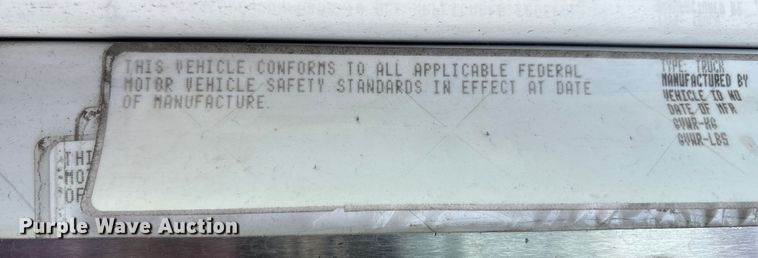 THIS VEHICLE CONFORMS TO ALL APPLICABLE FEDERAL
MOTOR VEHICLE SAFETY STANDARDS IN EFFECT AT DATE
OF MANUFACTURE.
TYPE: TRUCK
MANUFACTURED BY
VEHICLE ID NO
DATE OF MFR
GVWR-KG
GVWR-LBS
THI
MOT
OF
Purple Wave Auction